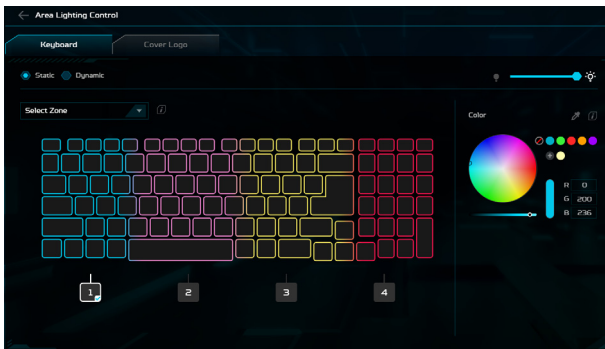 Area Lighting Control
Keyboard Cover Logo
Static Dynamic
Select Zone
Color
R 0
G 200
B 236
1 2 3 4